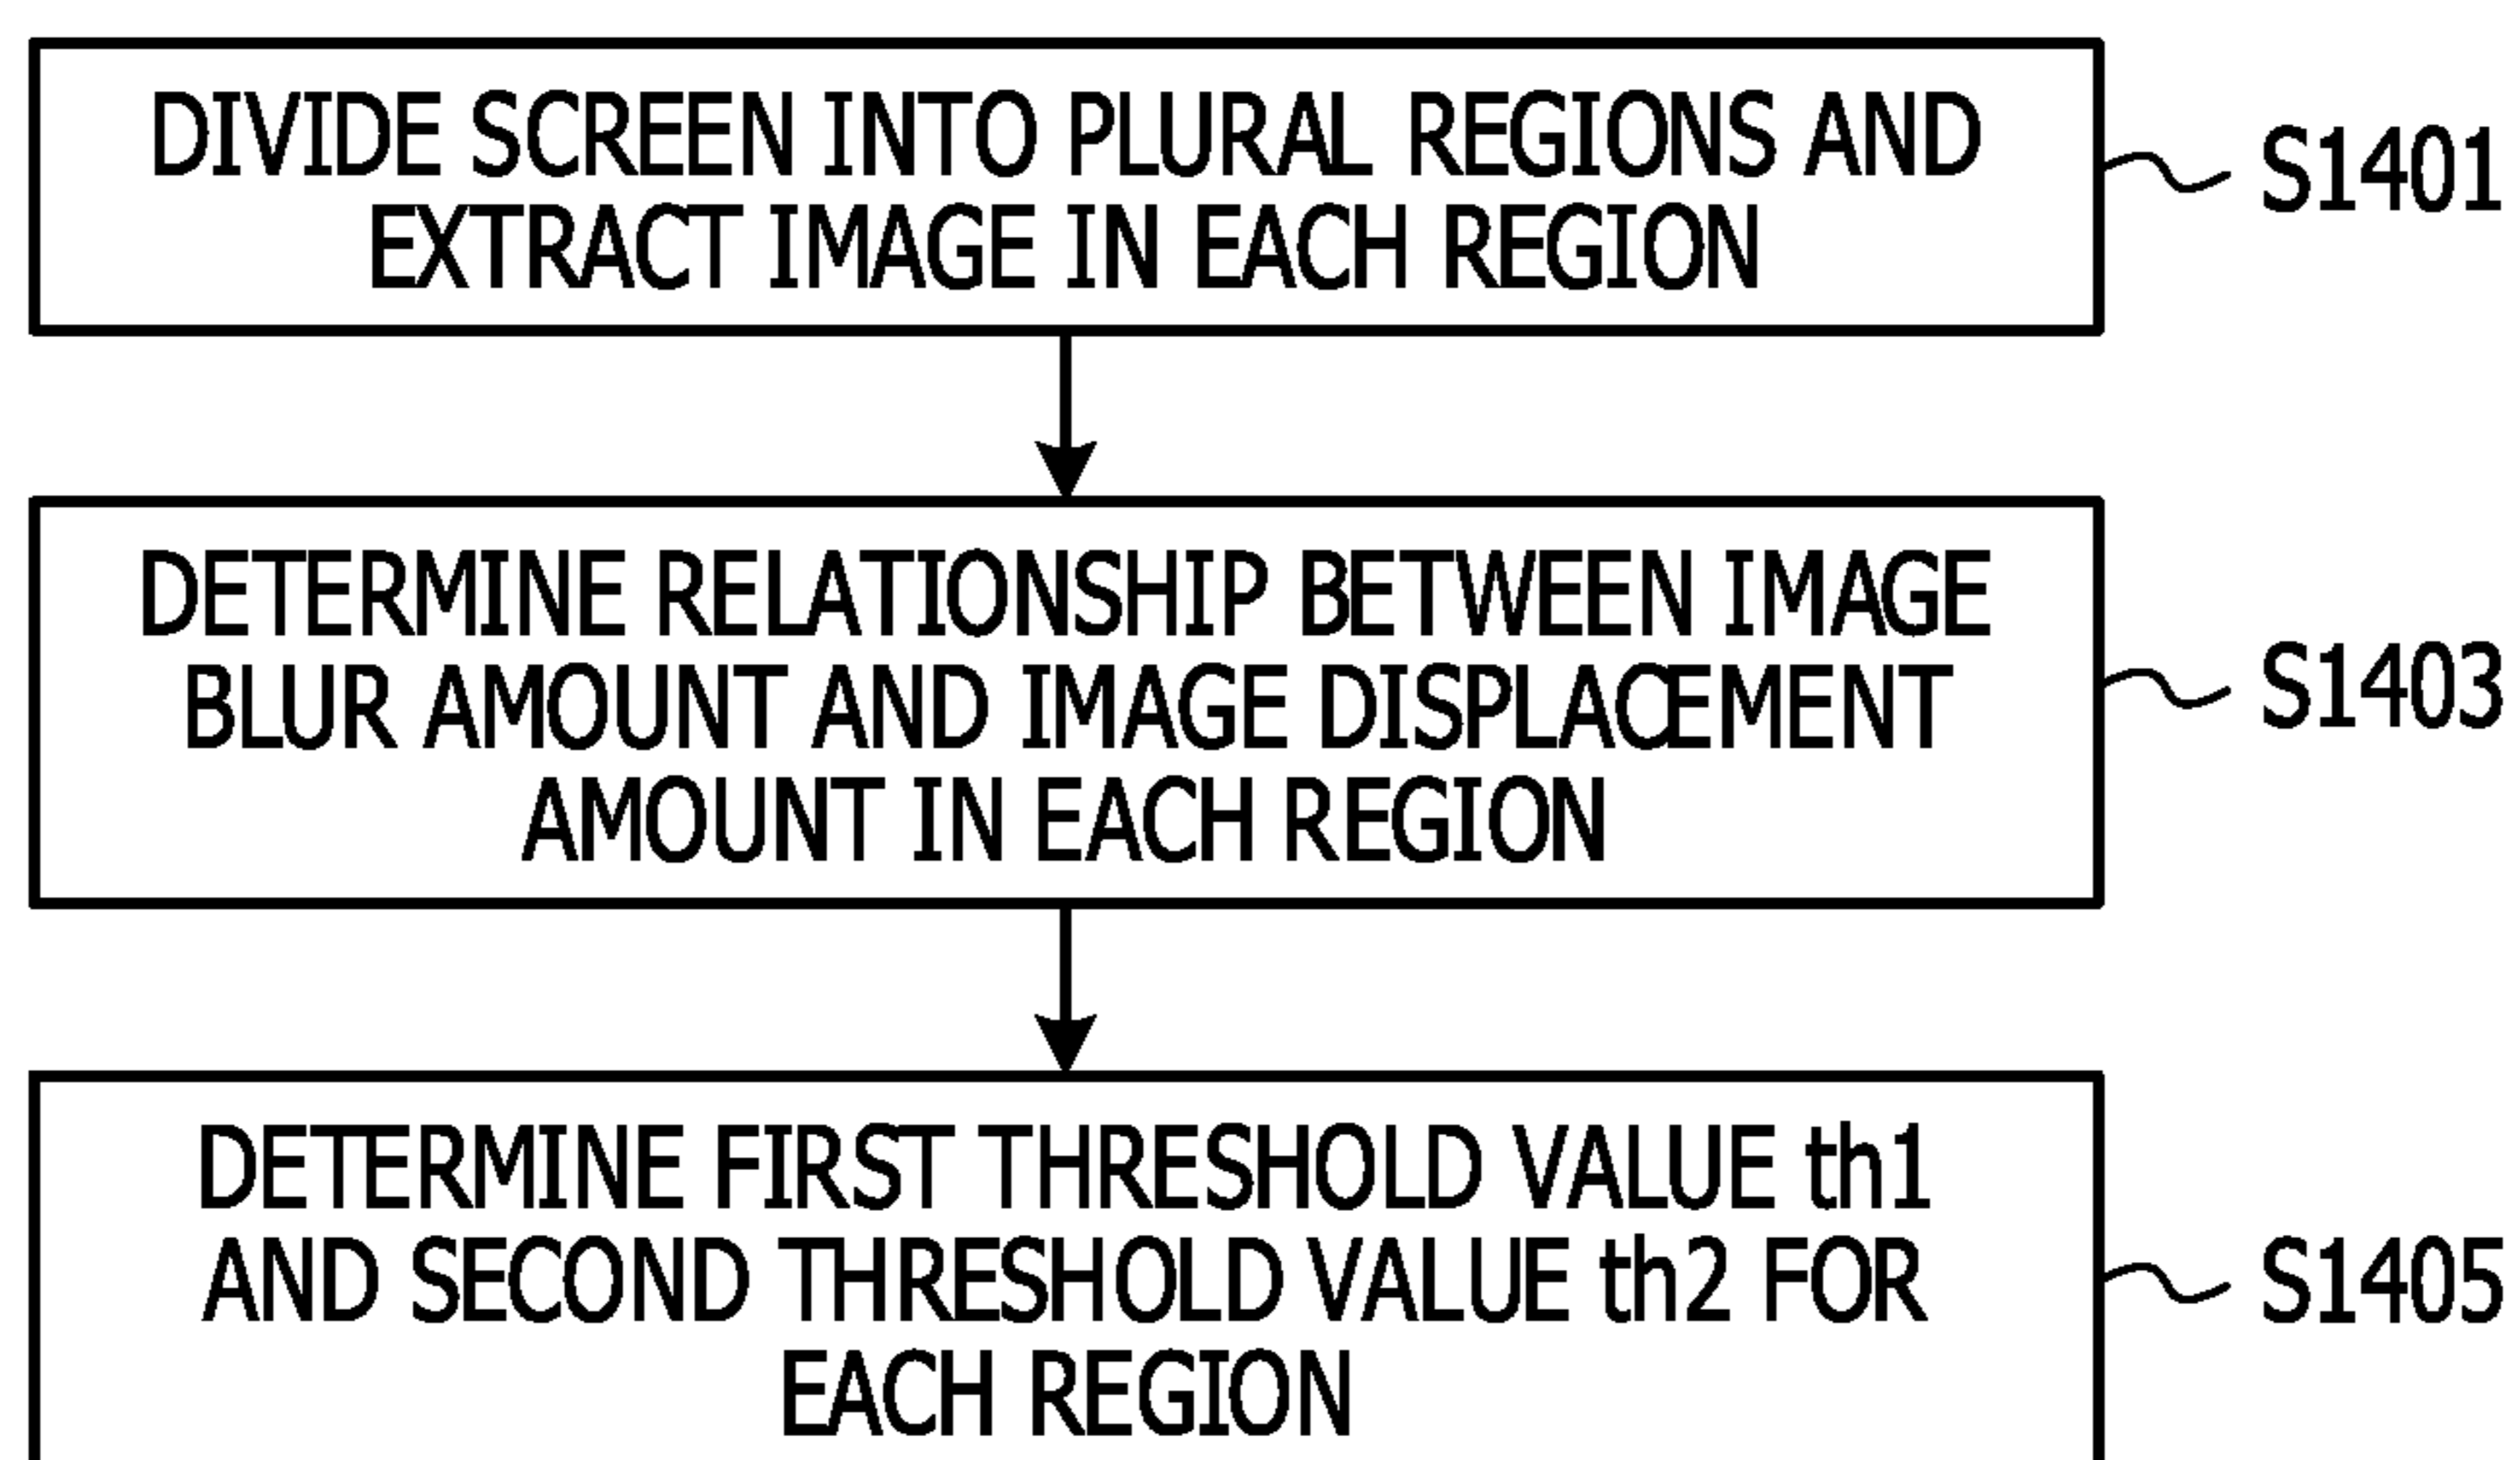 DIVIDE SCREEN INTO PLURAL REGIONS AND
EXTRACT IMAGE IN EACH REGION
S1401
DETERMINE RELATIONSHIP BETWEEN IMAGE
BLUR AMOUNT AND IMAGE DISPLACEMENT
AMOUNT IN EACH REGION
S1403
DETERMINE FIRST THRESHOLD VALUE th1
AND SECOND THRESHOLD VALUE th2 FOR
EACH REGION
S1405